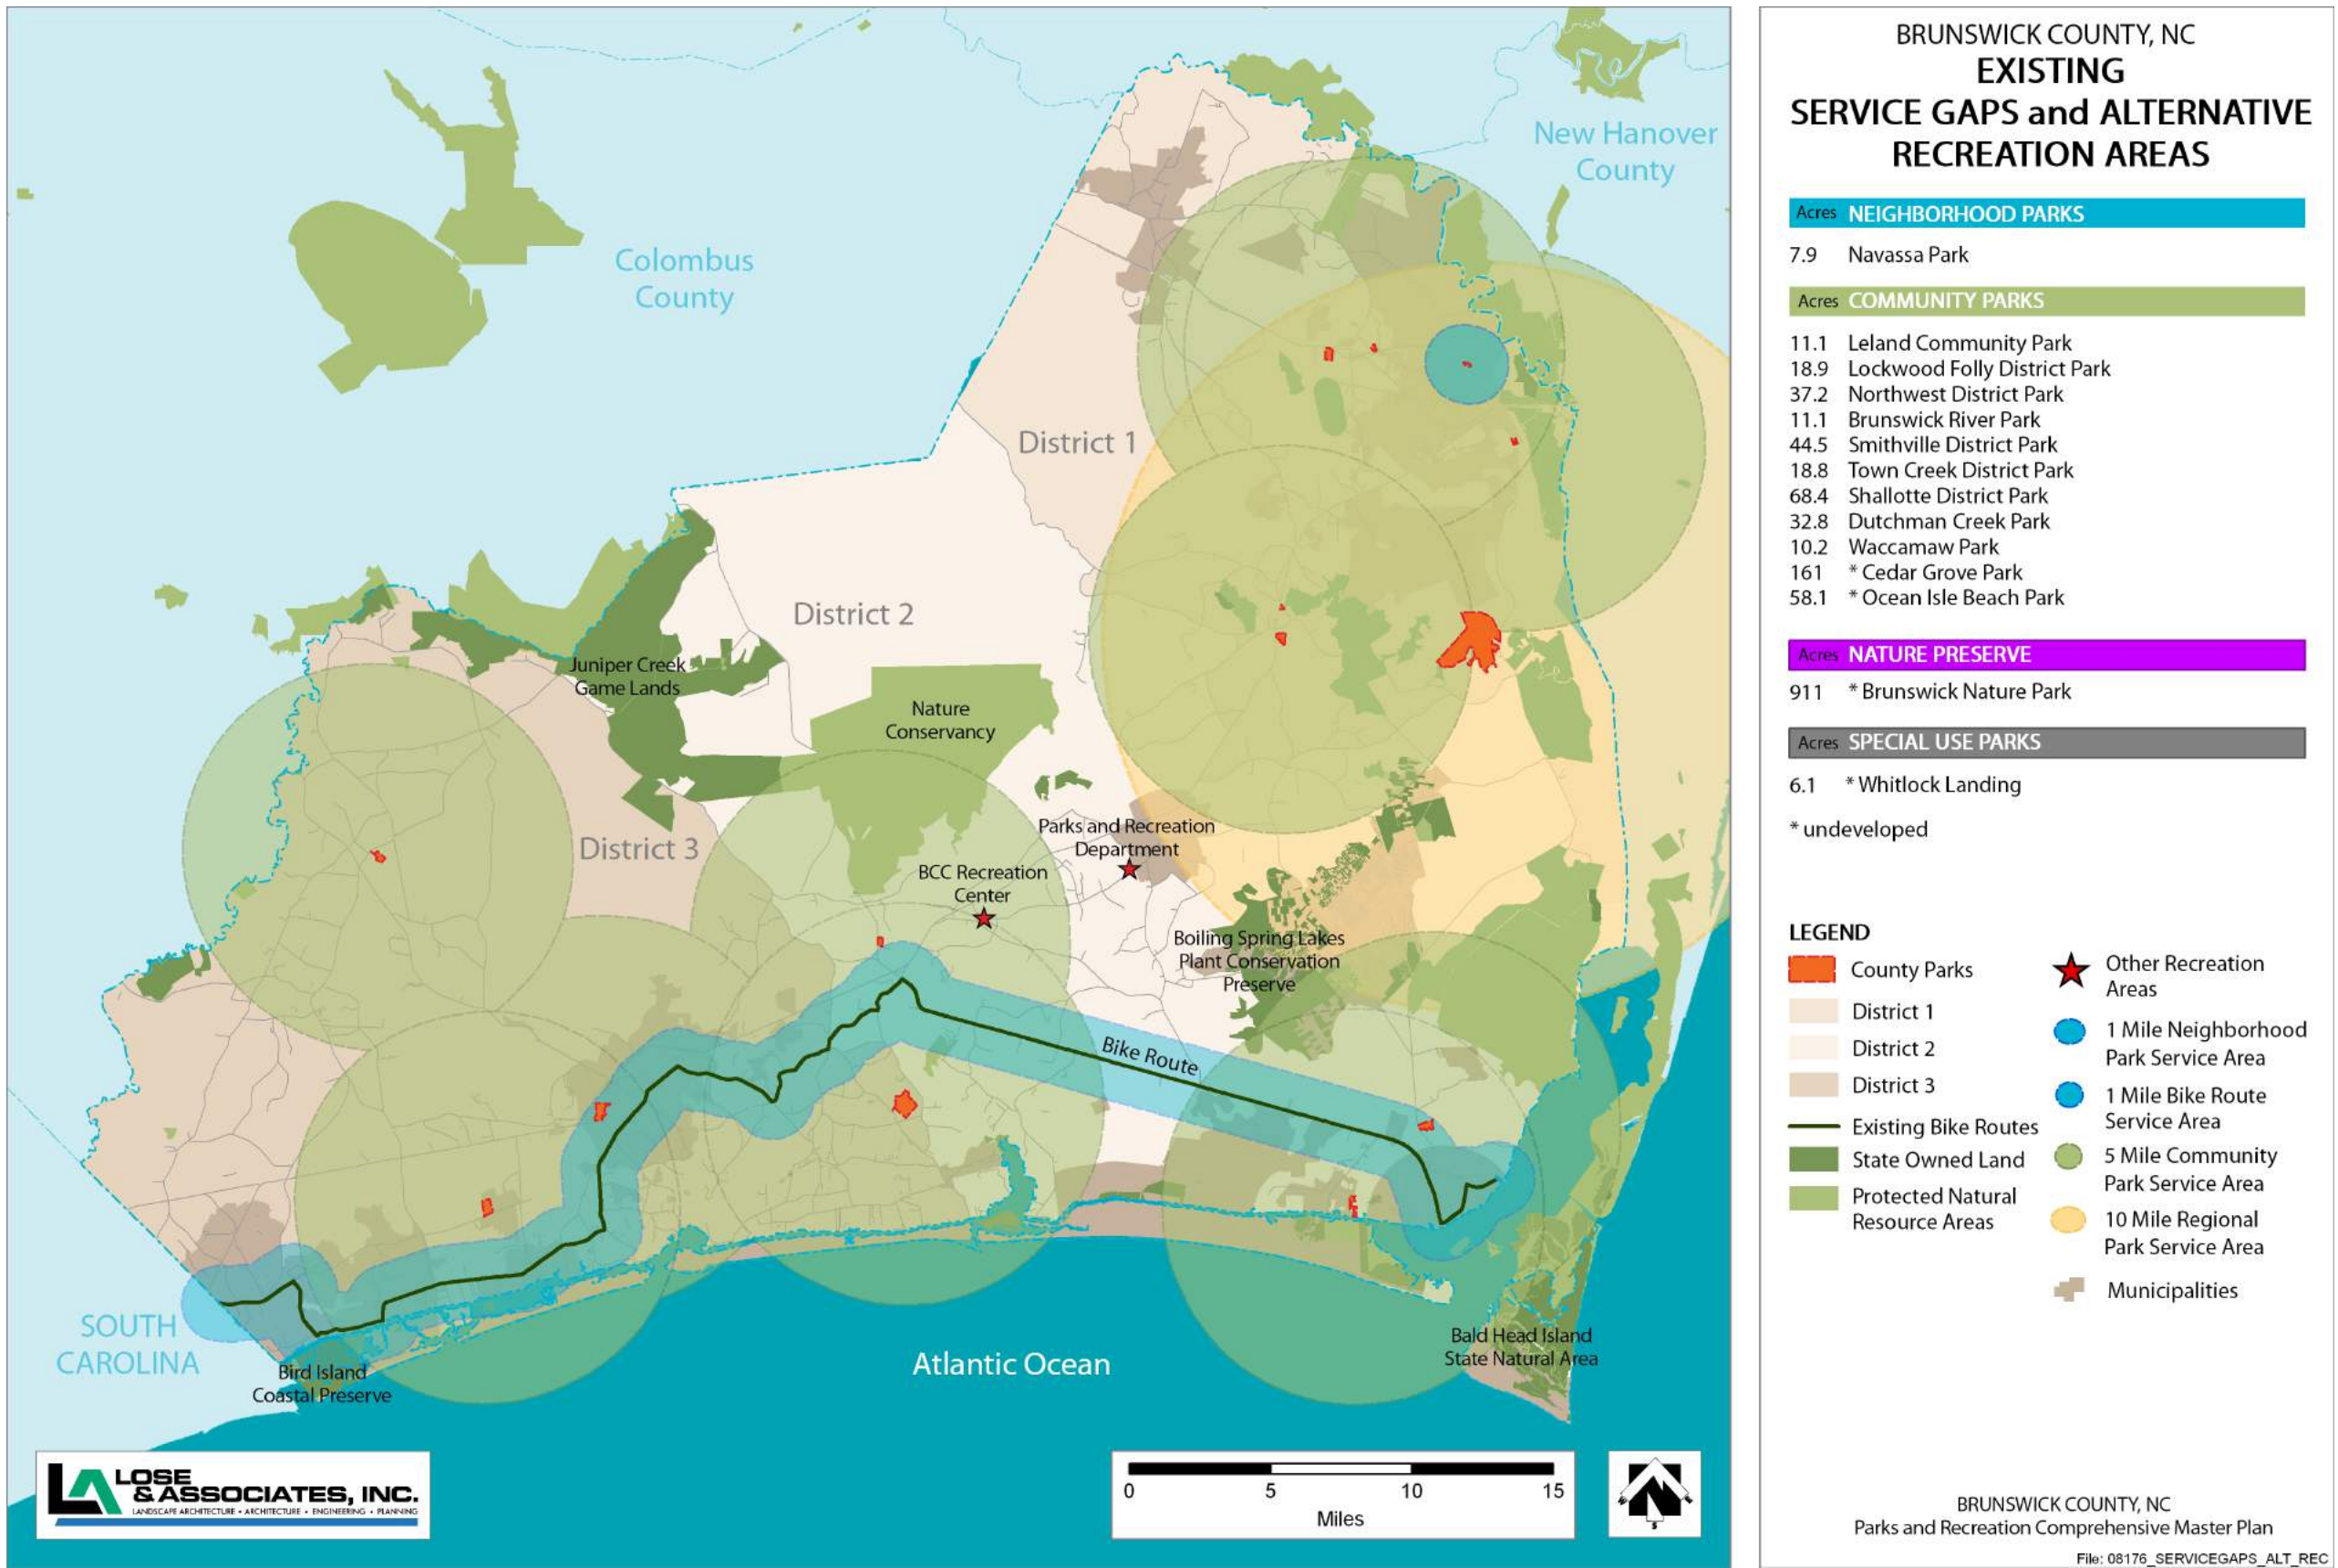 Colombus
County
New Hanover
County
District 1
District 2
Juniper Creek
Game Lands
Nature
Conservancy
District 3
Parks and Recreation
Department
BCC Recreation
Center
Boiling Spring Lakes
Plant Conservation
Preserve
Bike Route
SOUTH
CAROLINA
Bird Island
Coastal Preserve
Atlantic Ocean
Bald Head Island
State Natural Area
LA LOSE
& ASSOCIATES, INC.
LANDSCAPE ARCHITECTURE • ARCHITECTURE • ENGINEERING • PLANNING
0 5 10 15
Miles
BRUNSWICK COUNTY, NC
EXISTING
SERVICE GAPS and ALTERNATIVE
RECREATION AREAS
Acres NEIGHBORHOOD PARKS
7.9 Navassa Park
Acres COMMUNITY PARKS
11.1 Leland Community Park
18.9 Lockwood Folly District Park
37.2 Northwest District Park
11.1 Brunswick River Park
44.5 Smithville District Park
18.8 Town Creek District Park
68.4 Shallotte District Park
32.8 Dutchman Creek Park
10.2 Waccamaw Park
161 * Cedar Grove Park
58.1 * Ocean Isle Beach Park
Acres NATURE PRESERVE
911 * Brunswick Nature Park
Acres SPECIAL USE PARKS
6.1 * Whitlock Landing
* undeveloped
LEGEND
County Parks
District 1
District 2
District 3
Existing Bike Routes
State Owned Land
Protected Natural
Resource Areas
Other Recreation
Areas
1 Mile Neighborhood
Park Service Area
1 Mile Bike Route
Service Area
5 Mile Community
Park Service Area
10 Mile Regional
Park Service Area
Municipalities
BRUNSWICK COUNTY, NC
Parks and Recreation Comprehensive Master Plan
File: 08176_SERVICEGAPS_ALT_REC